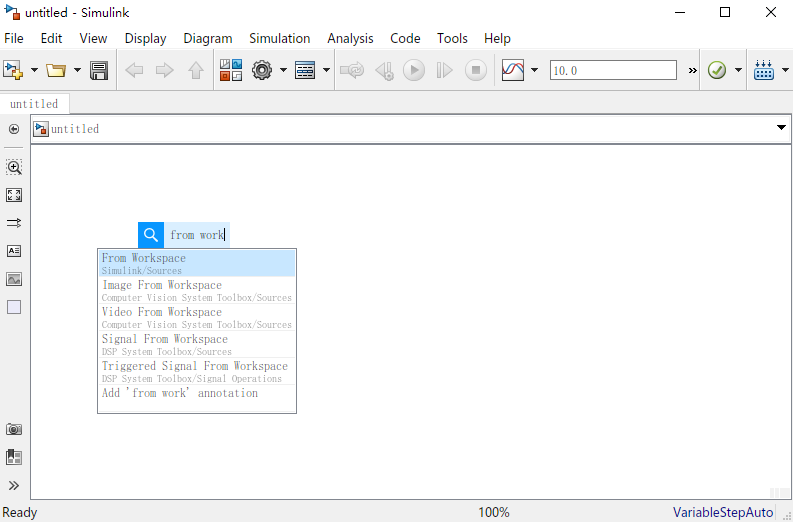 untitled - Simulink
File Edit View Display Diagram Simulation Analysis Code Tools Help
10.0 »
untitled
untitled
from work
From Workspace
Simulink/Sources
Image From Workspace
Computer Vision System Toolbox/Sources
Video From Workspace
Computer Vision System Toolbox/Sources
Signal From Workspace
DSP System Toolbox/Sources
Triggered Signal From Workspace
DSP System Toolbox/Signal Operations
Add 'from work' annotation
Ready 100% VariableStepAuto